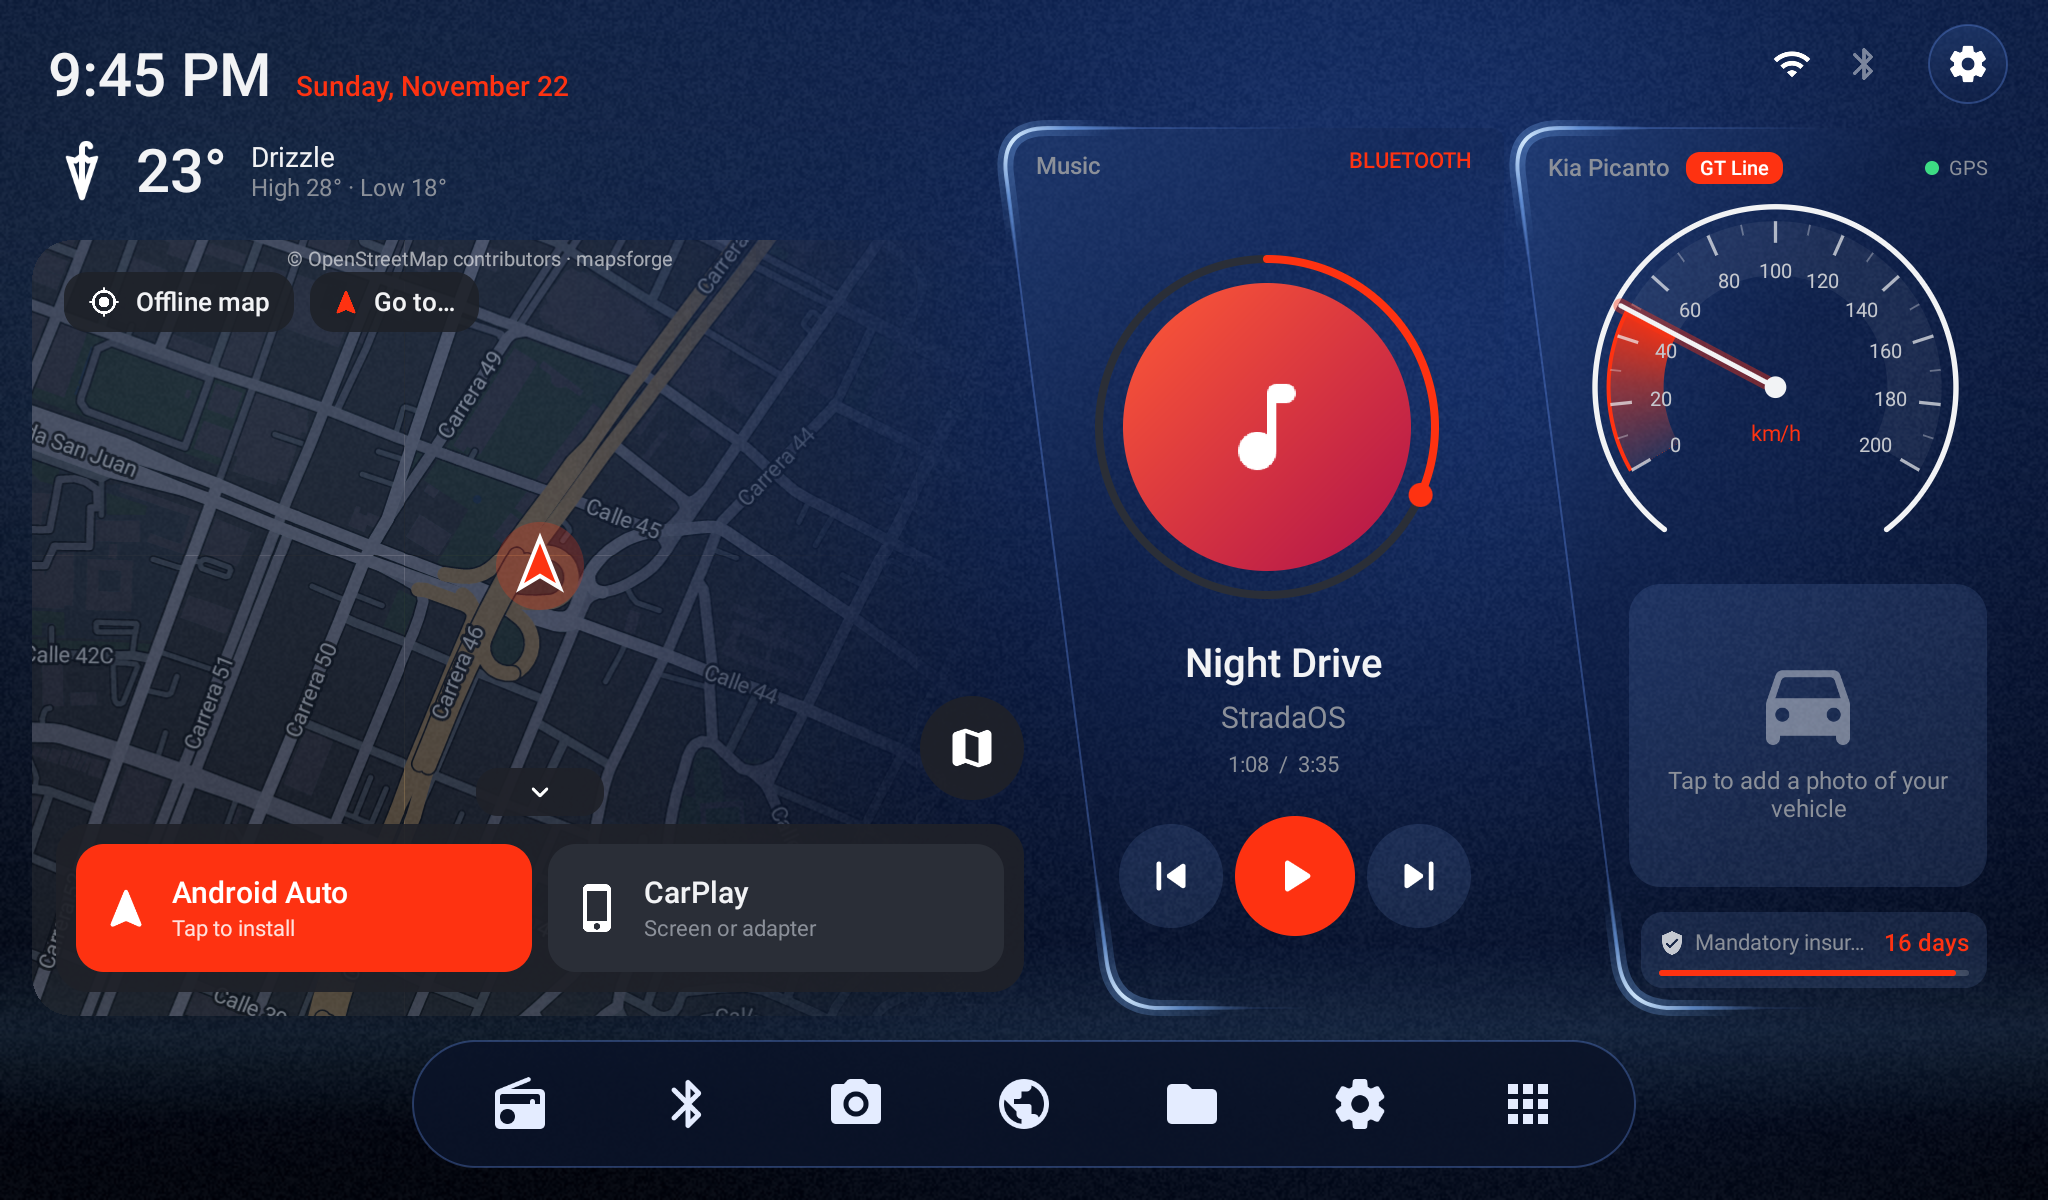 9:45 PM
Sunday, November 22
23°
Drizzle
High 28° · Low 18°
© OpenStreetMap contributors · mapsforge
Offline map
Go to...
Carrera
Carrera 49
Carrera 44
la San Juan
Calle 45
Calle 42C
Carrera 51
Carrera 50
Carrera 46
Calle 44
Android Auto
Tap to install
CarPlay
Screen or adapter
Music
BLUETOOTH
Night Drive
StradaOS
1:08 / 3:35
Kia Picanto
GT Line
GPS
0
20
40
60
80
100
120
140
160
180
200
km/h
Tap to add a photo of your
vehicle
Mandatory insur...
16 days